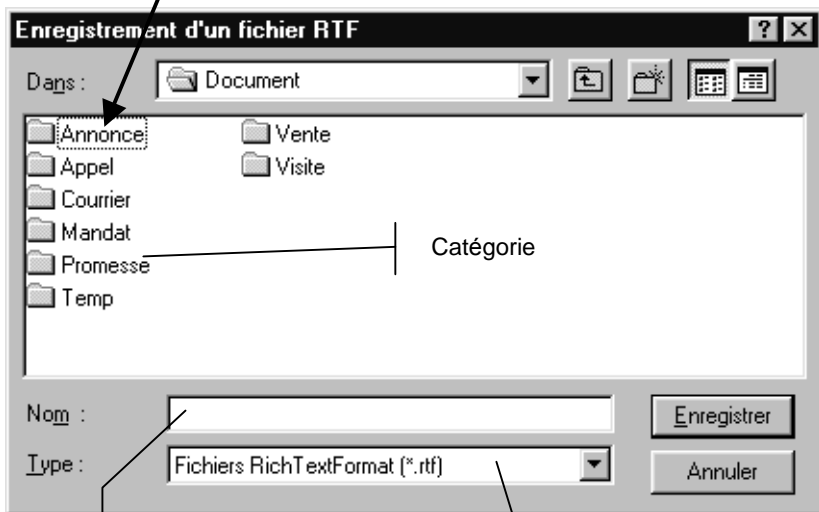 Enregistrement d'un fichier RTF
Dans :
Document
Annonce
Vente
Appel
Visite
Courrier
Mandat
Promesse
Catégorie
Temp
Nom :
Enregistrer
Type :
Fichiers RichTextFormat (*.rtf)
Annuler